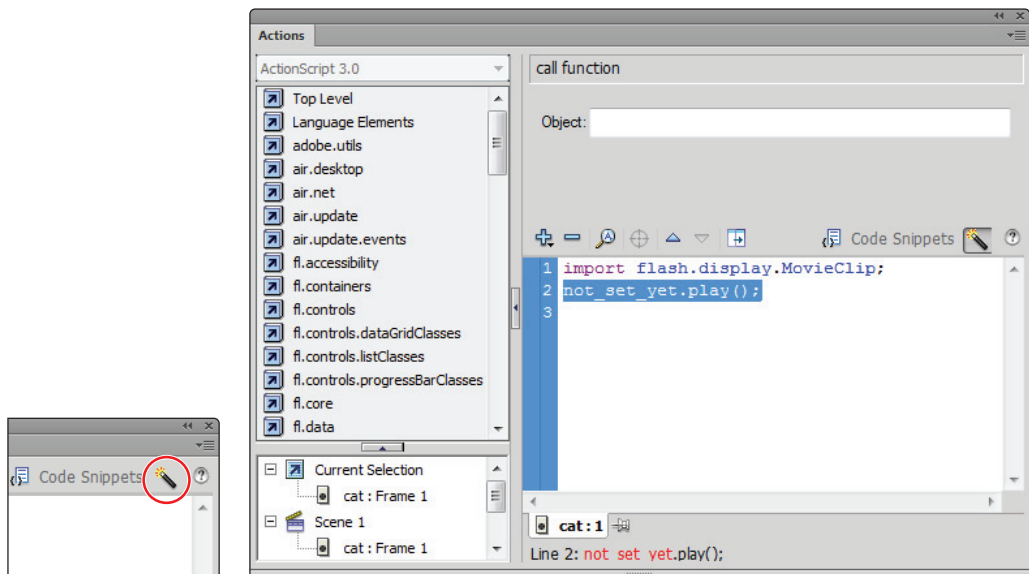 Actions
ActionScript 3.0
Top Level
Language Elements
adobe.utils
air.desktop
air.net
air.update
air.update.events
fl.accessibility
fl.containers
fl.controls
fl.controls.dataGridClasses
fl.controls.listClasses
fl.controls.progressBarClasses
fl.core
fl.data
Current Selection
cat : Frame 1
Scene 1
cat : Frame 1
call function
Object:
Code Snippets
1 import flash.display.MovieClip;
2 not_set_yet.play();
3
cat : 1
Line 2: not_set_yet.play();
Code Snippets